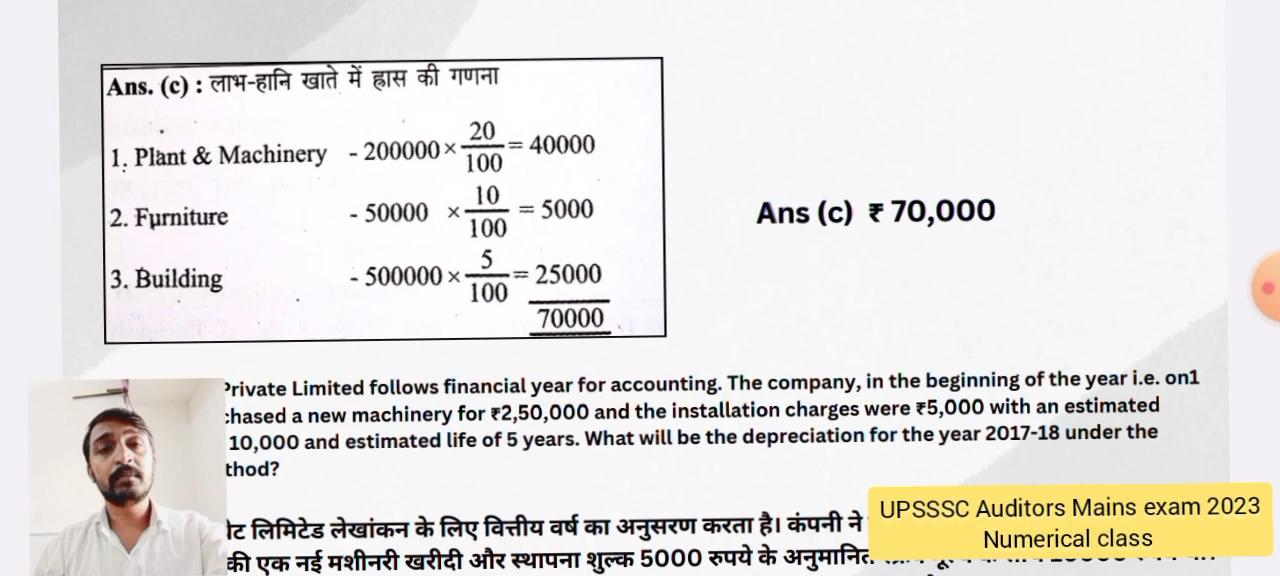 Ans. (c) : लाभ-हानि खाते में ह्रास की गणना
1. Plant & Machinery - 200000 × 20/100 = 40000
2. Furniture - 50000 × 10/100 = 5000
3. Building - 500000 × 5/100 = 25000
70000
Ans (c) ₹ 70,000
Private Limited follows financial year for accounting. The company, in the beginning of the year i.e. on1
a new machinery for ₹2,50,000 and the installation charges were ₹5,000 with an estimated
10,000 and estimated life of 5 years. What will be the depreciation for the year 2017-18 under the
लिमिटेड लेखांकन के लिए वित्तीय वर्ष का अनुसरण करता है। कंपनी ने
की एक नई मशीनरी खरीदी और स्थापना शुल्क 5000 रुपये के
UPSSSC Auditors Mains exam 2023
Numerical class